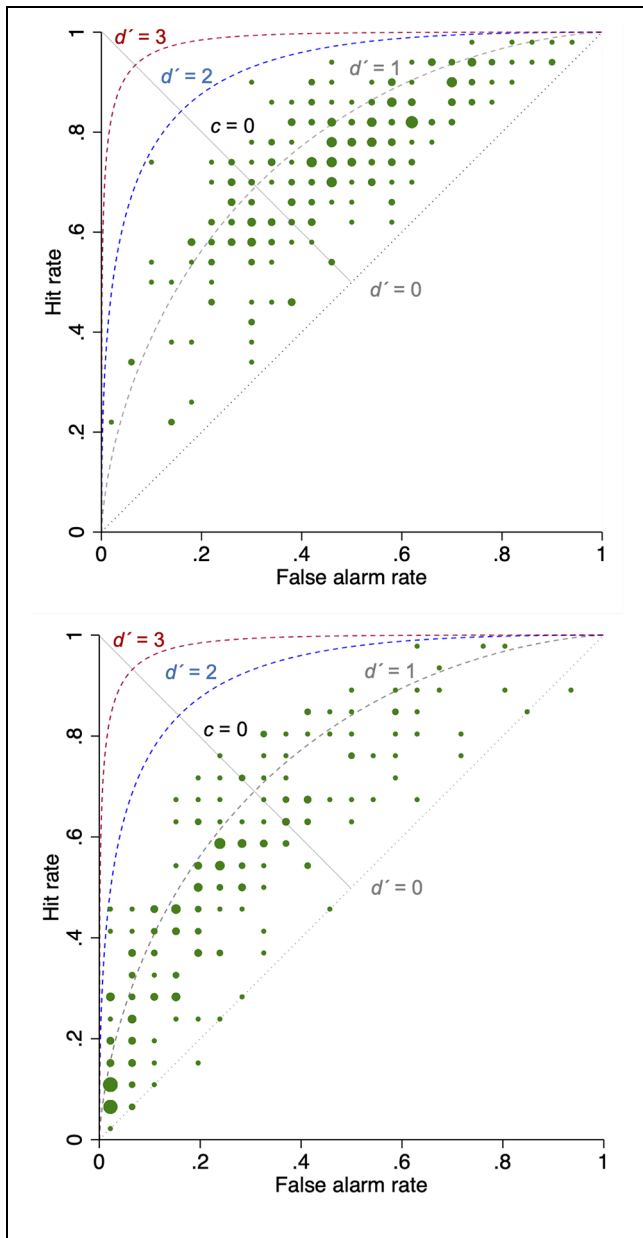 1
d′ = 3
d′ = 2
d′ = 1
.8
c = 0
.6
Hit rate
d′ = 0
.4
.2
0
0 .2 .4 .6 .8 1
False alarm rate
1
d′ = 3
d′ = 2
d′ = 1
.8
c = 0
.6
Hit rate
d′ = 0
.4
.2
0
0 .2 .4 .6 .8 1
False alarm rate